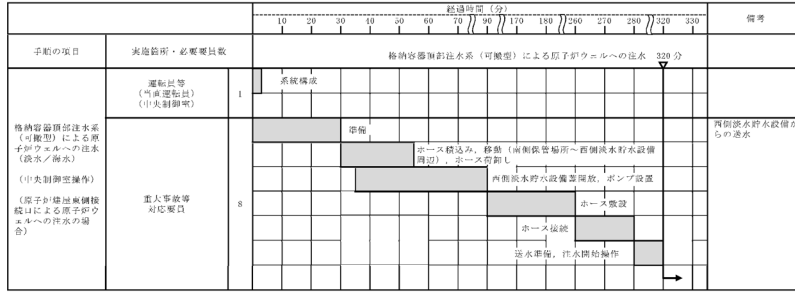 経過時間（分）
備考
10 20 30 40 50 60 70 80 90 170 180 260 270 280 320 330
手順の項目
実施箇所・必要要員数
格納容器頂部注水系（可搬型）による原子炉ウェルへの注水 320 分
格納容器頂部注水系
（可搬型）による原
子炉ウェルへの注水
（淡水／海水）
（中央制御室操作）
（原子炉建屋東側接
続口による原子炉ウ
ェルへの注水の場
合）
運転員等
（当直運転員）
（中央制御室）
1
系統構成
重大事故等
対応要員
8
準備
ホース積込み，移動（南側保管場所～西側淡水貯水設備
周辺），ホース荷卸し
西側淡水貯水設備蓋開放，ポンプ設置
ホース敷設
ホース接続
送水準備，注水開始操作
西側淡水貯水設備か
らの送水